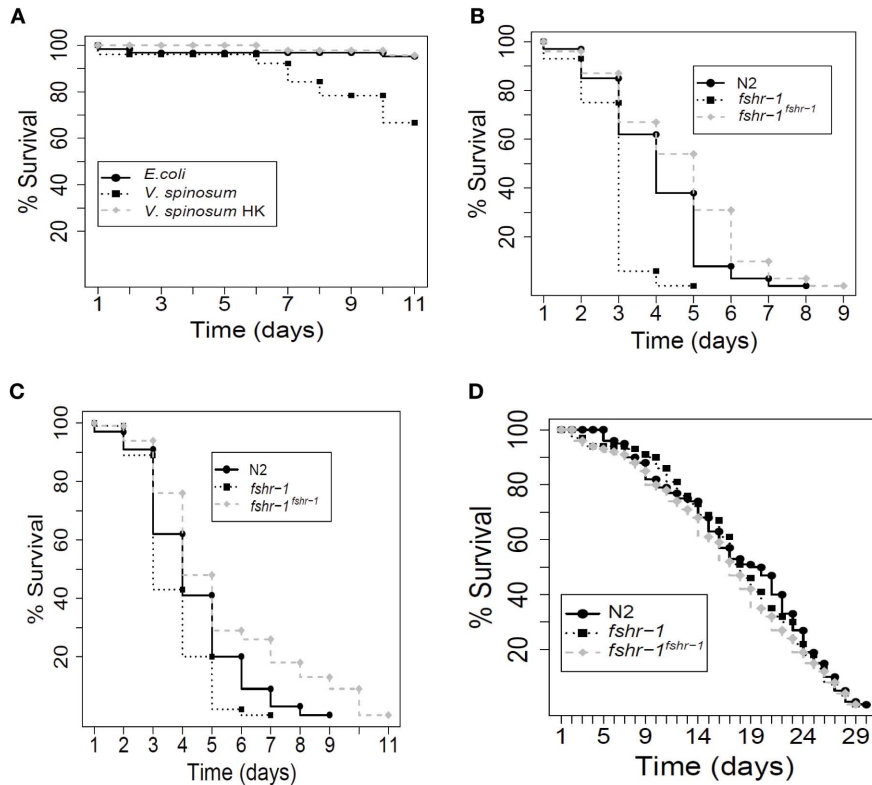 A
100
80
60
40
20
% Survival
E.coli
V. spinosum
V. spinosum HK
1 3 4 5 6 7 8 9 11
Time (days)
B
100
80
60
40
20
% Survival
N2
fshr−1
fshr−1fshr−1
1 2 3 4 5 6 7 8 9
Time (days)
C
100
80
60
40
20
% Survival
N2
fshr−1
fshr−1fshr−1
1 2 3 4 5 6 7 8 9 11
Time (days)
D
100
80
60
40
20
% Survival
N2
fshr−1
fshr−1fshr−1
1 5 9 14 19 24 29
Time (days)